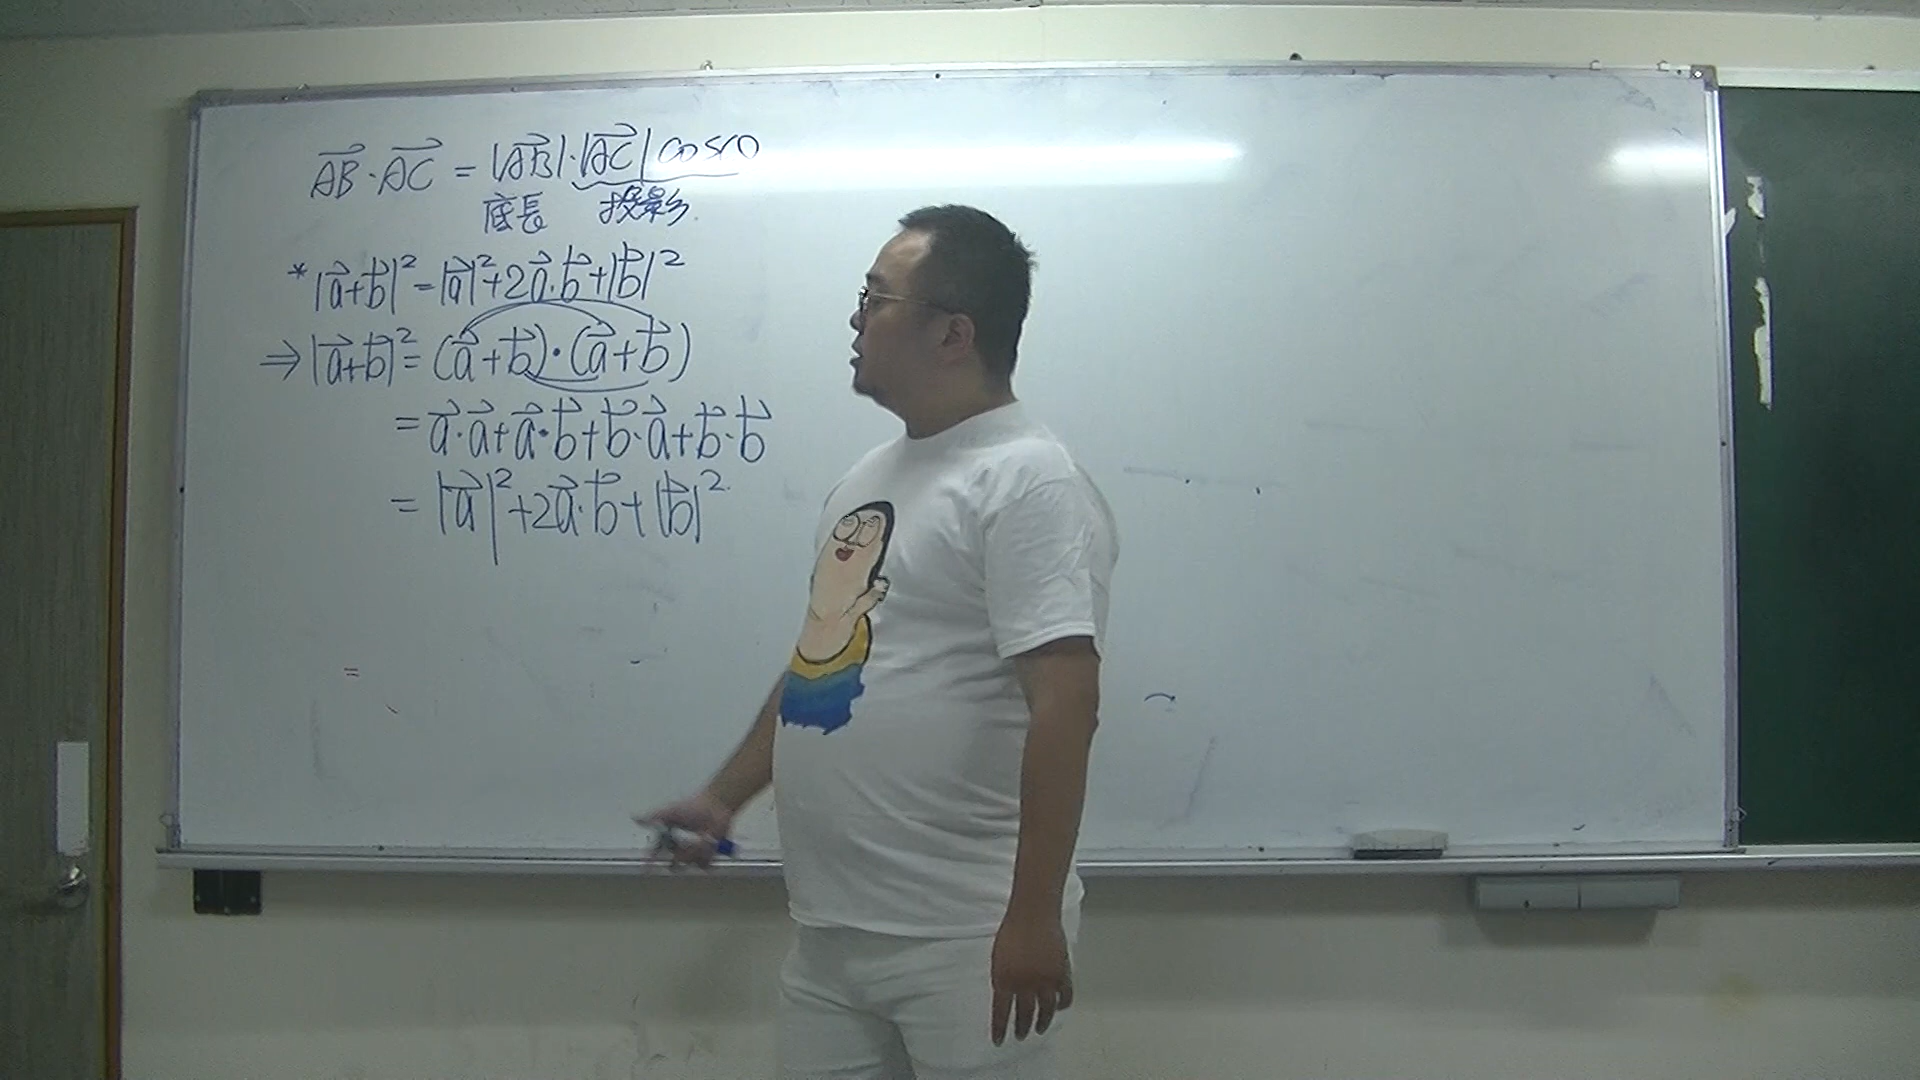 AB⃗·AC⃗ = |AB⃗|·|AC⃗| cosθ
底長 投影
* |a⃗+b⃗|² = |a⃗|²+2a⃗·b⃗+|b⃗|²
⇒ |a⃗+b⃗|² = (a⃗+b⃗)·(a⃗+b⃗)
= a⃗·a⃗+a⃗·b⃗+b⃗·a⃗+b⃗·b⃗
= |a⃗|²+2a⃗·b⃗+|b⃗|²
=